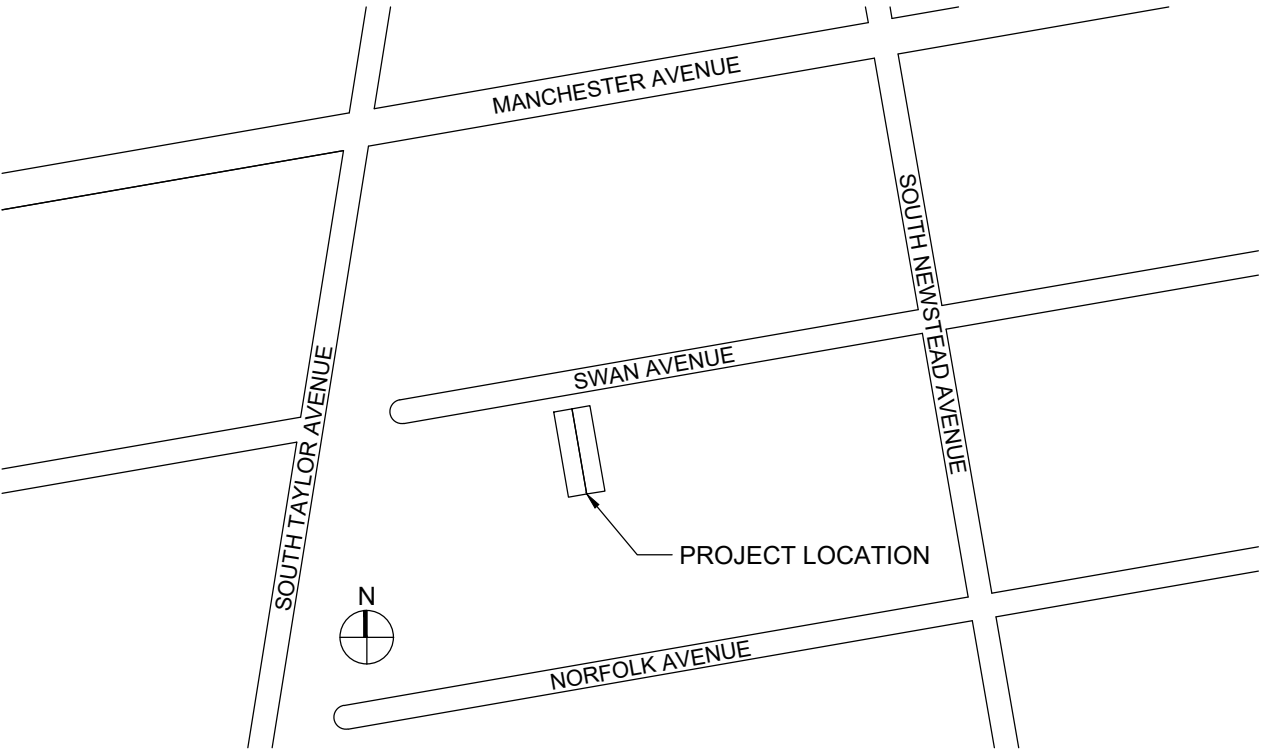 MANCHESTER AVENUE
SOUTH NEWSTEAD AVENUE
SWAN AVENUE
SOUTH TAYLOR AVENUE
PROJECT LOCATION
N
NORFOLK AVENUE